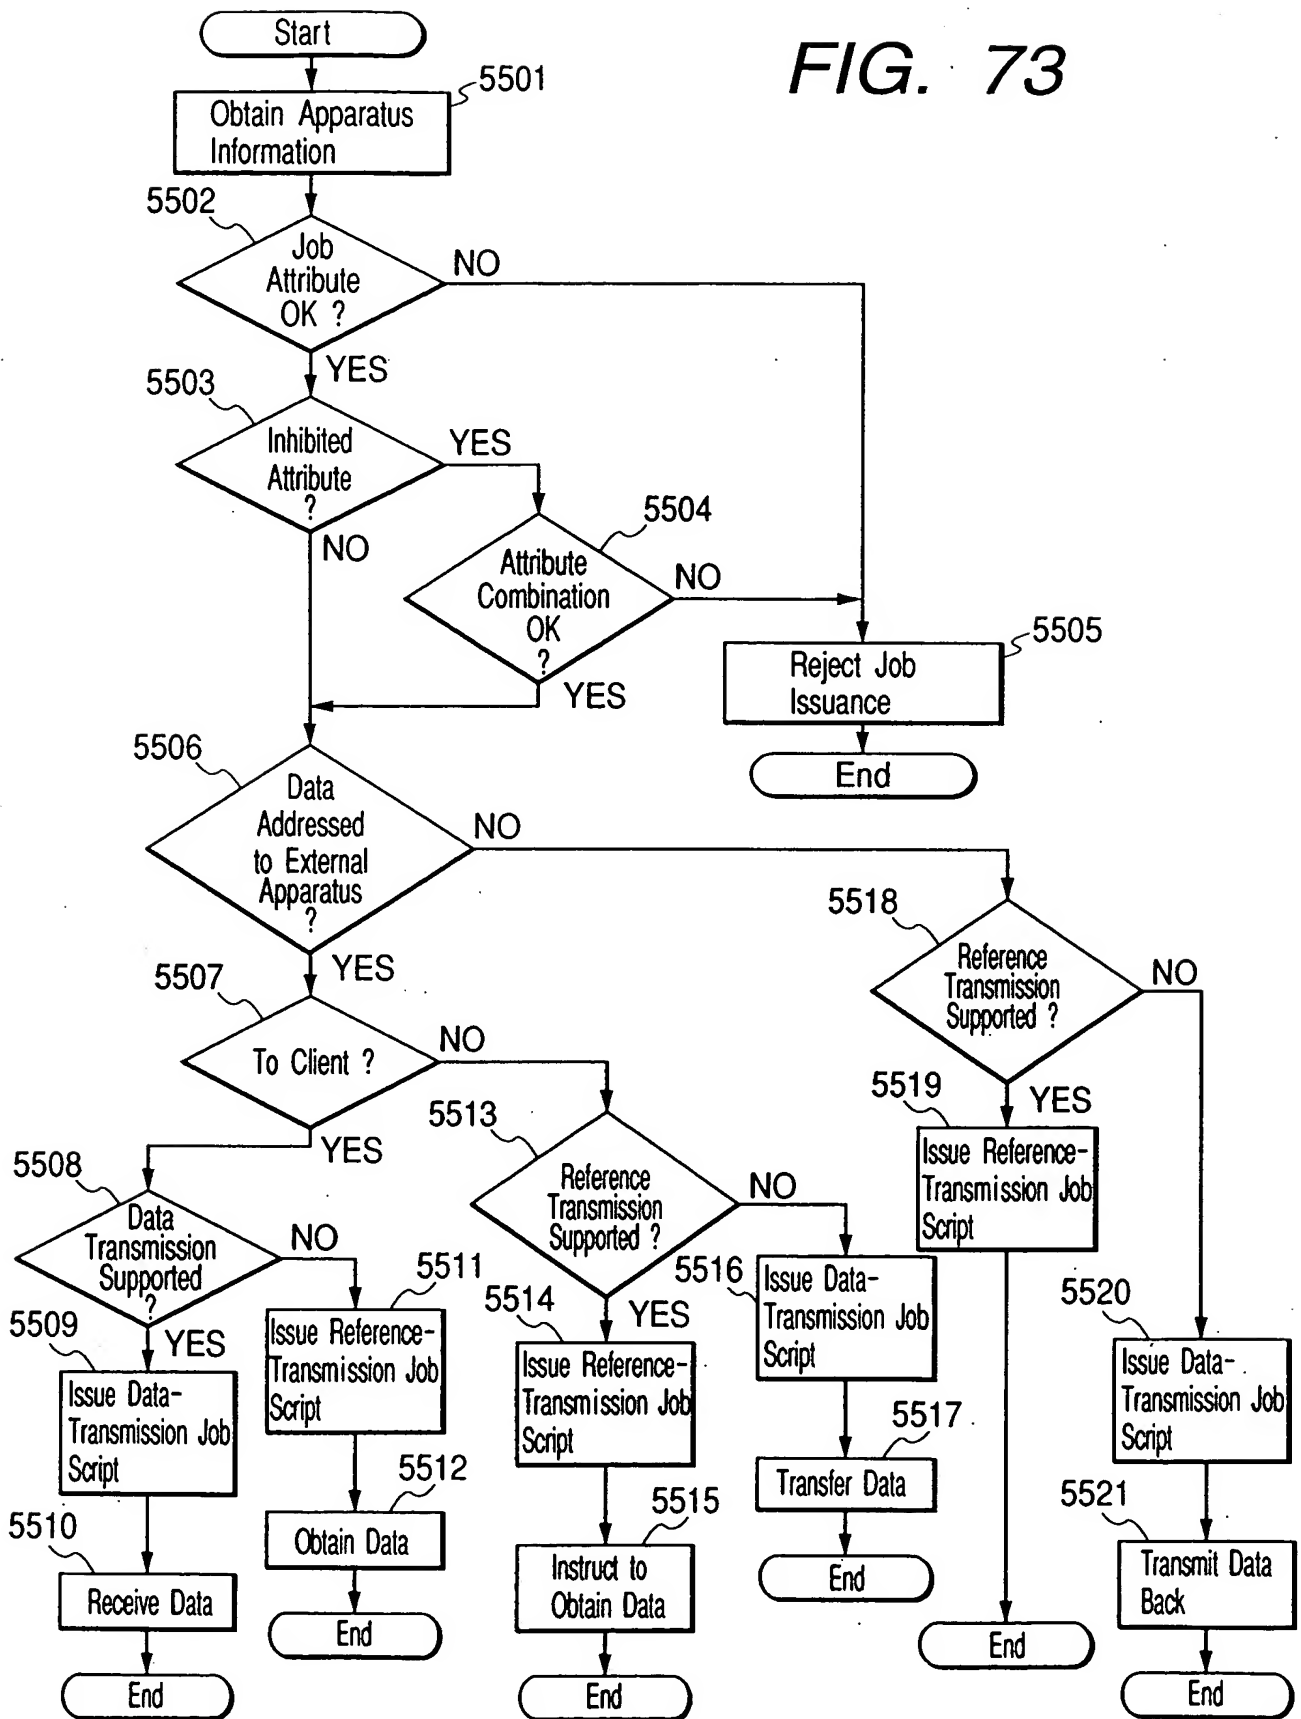 Start
FIG. 73
5501
Obtain Apparatus
Information
5502
Job
Attribute
OK ?
NO
YES
5503
Inhibited
Attribute
?
YES
NO
5504
Attribute
Combination
OK
?
NO
YES
5505
Reject Job
Issuance
End
5506
Data
Addressed
to External
Apparatus
?
NO
YES
5507
To Client ?
NO
YES
5508
Data
Transmission
Supported
?
NO
YES
5509
Issue Data-
Transmission Job
Script
5510
Receive Data
End
5511
Issue Reference-
Transmission Job
Script
5512
Obtain Data
End
5513
Reference
Transmission
Supported ?
NO
YES
5514
Issue Reference-
Transmission Job
Script
5515
Instruct to
Obtain Data
End
5516
Issue Data-
Transmission Job
Script
5517
Transfer Data
End
5518
Reference
Transmission
Supported ?
NO
YES
5519
Issue Reference-
Transmission Job
Script
End
5520
Issue Data-
Transmission Job
Script
5521
Transmit Data
Back
End